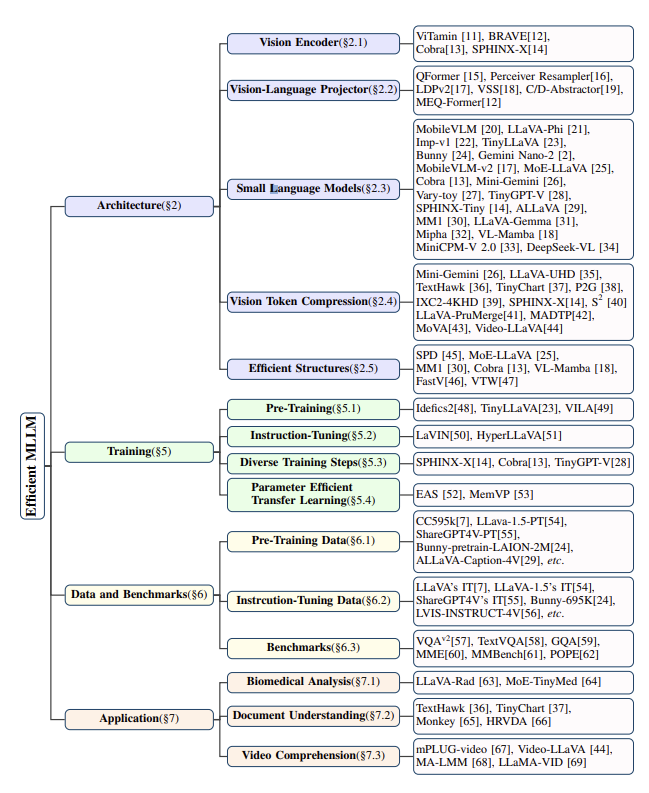 Efficient MLLM
Architecture(§2)
Vision Encoder(§2.1)
ViTamin [11], BRAVE[12],
Cobra[13], SPHINX-X[14]
Vision-Language Projector(§2.2)
QFormer [15], Perceiver Resampler[16],
LDPv2[17], VSS[18], C/D-Abstractor[19],
MEQ-Former[12]
Small Language Models(§2.3)
MobileVLM [20], LLaVA-Phi [21],
Imp-v1 [22], TinyLLaVA [23],
Bunny [24], Gemini Nano-2 [2],
MobileVLM-v2 [17], MoE-LLaVA [25],
Cobra [13], Mini-Gemini [26],
Vary-toy [27], TinyGPT-V [28],
SPHINX-Tiny [14], ALLaVA [29],
MM1 [30], LLaVA-Gemma [31],
Mipha [32], VL-Mamba [18]
MiniCPM-V 2.0 [33], DeepSeek-VL [34]
Vision Token Compression(§2.4)
Mini-Gemini [26], LLaVA-UHD [35],
TextHawk [36], TinyChart [37], P2G [38],
IXC2-4KHD [39], SPHINX-X[14], S² [40]
LLaVA-PruMerge[41], MADTP[42],
MoVA[43], Video-LLaVA[44]
Efficient Structures(§2.5)
SPD [45], MoE-LLaVA [25],
MM1 [30], Cobra [13], VL-Mamba [18],
FastV[46], VTW[47]
Training(§5)
Pre-Training(§5.1)
Idefics2[48], TinyLLaVA[23], VILA[49]
Instruction-Tuning(§5.2)
LaVIN[50], HyperLLaVA[51]
Diverse Training Steps(§5.3)
SPHINX-X[14], Cobra[13], TinyGPT-V[28]
Parameter Efficient
Transfer Learning(§5.4)
EAS [52], MemVP [53]
Data and Benchmarks(§6)
Pre-Training Data(§6.1)
CC595k[7], LLava-1.5-PT[54],
ShareGPT4V-PT[55],
Bunny-pretrain-LAION-2M[24],
ALLaVA-Caption-4V[29], etc.
Instrcution-Tuning Data(§6.2)
LLaVA's IT[7], LLaVA-1.5's IT[54],
ShareGPT4V's IT[55], Bunny-695K[24],
LVIS-INSTRUCT-4V[56], etc.
Benchmarks(§6.3)
VQAᵛ²[57], TextVQA[58], GQA[59],
MME[60], MMBench[61], POPE[62]
Application(§7)
Biomedical Analysis(§7.1)
LLaVA-Rad [63], MoE-TinyMed [64]
Document Understanding(§7.2)
TextHawk [36], TinyChart [37],
Monkey [65], HRVDA [66]
Video Comprehension(§7.3)
mPLUG-video [67], Video-LLaVA [44],
MA-LMM [68], LLaMA-VID [69]